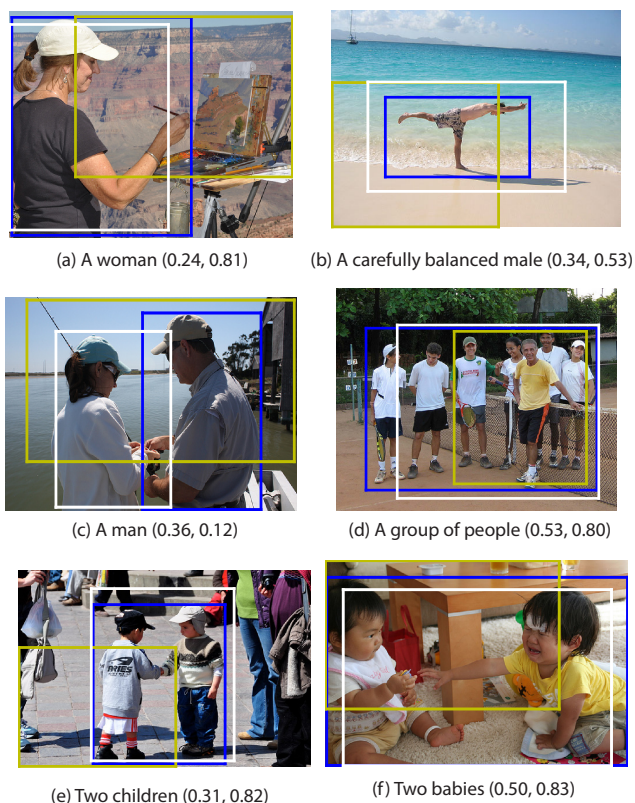 (a) A woman (0.24, 0.81)
(b) A carefully balanced male (0.34, 0.53)
(c) A man (0.36, 0.12)
(d) A group of people (0.53, 0.80)
(e) Two children (0.31, 0.82)
(f) Two babies (0.50, 0.83)